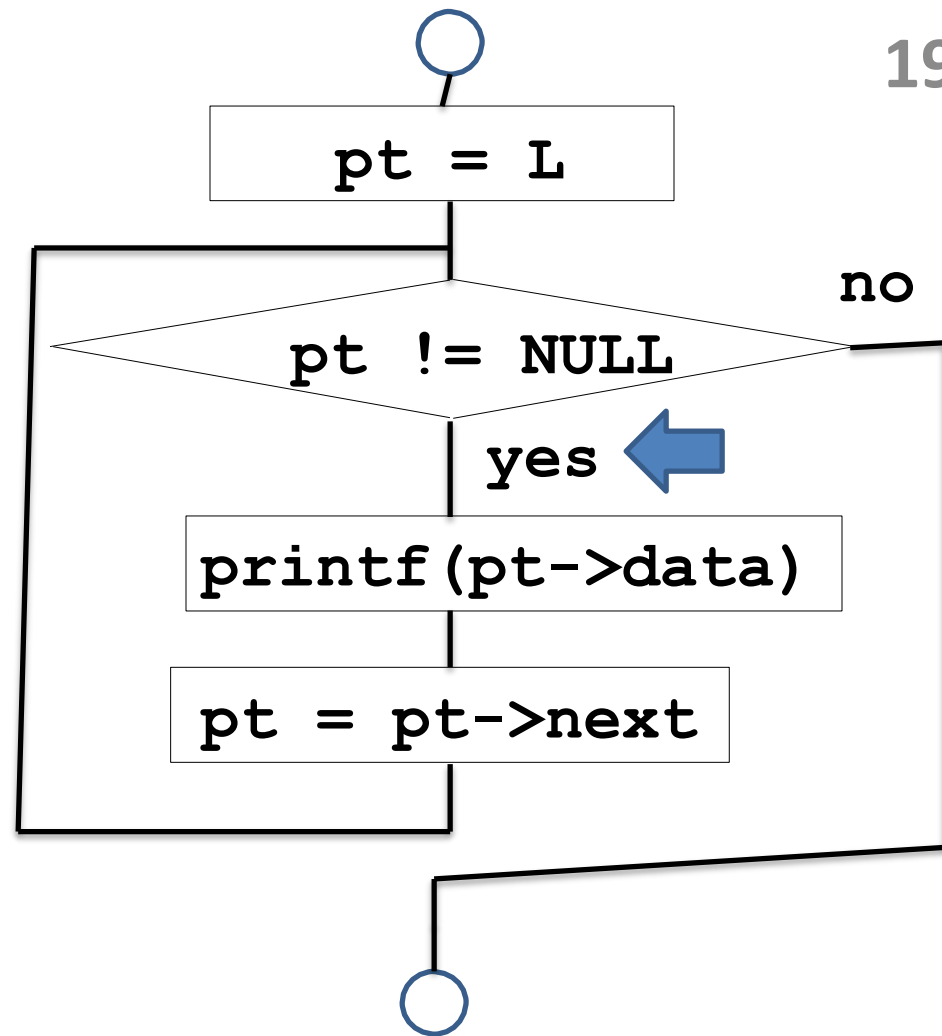 19
pt = L
no
pt != NULL
yes
printf(pt->data)
pt = pt->next